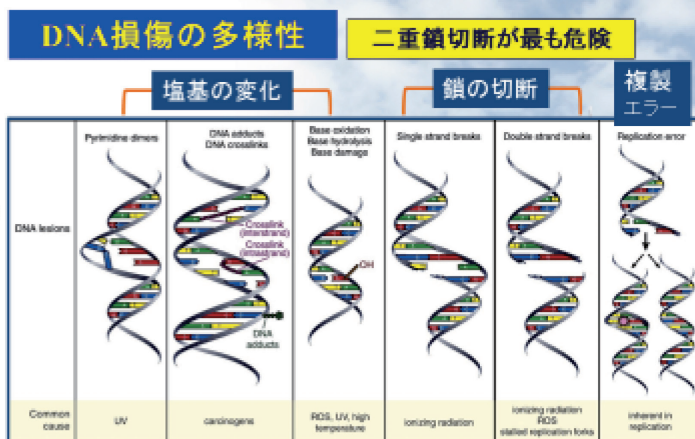 DNA損傷の多様性
二重鎖切断が最も危険
塩基の変化
鎖の切断
複製
エラー
Pyrimidine dimers
DNA adducts
DNA crosslinks
Base oxidation
Base hydrolysis
Base damage
Single strand breaks
Double strand breaks
Replication error
DNA lesions
Crosslink
(interstrand)
Crosslink
(intrastrand)
OH
DNA
adducts
Common
cause
UV
carcinogens
ROS, UV, high
temperature
ionizing radiation
ionizing radiation
ROS
stalled replication forks
inherent in
replication